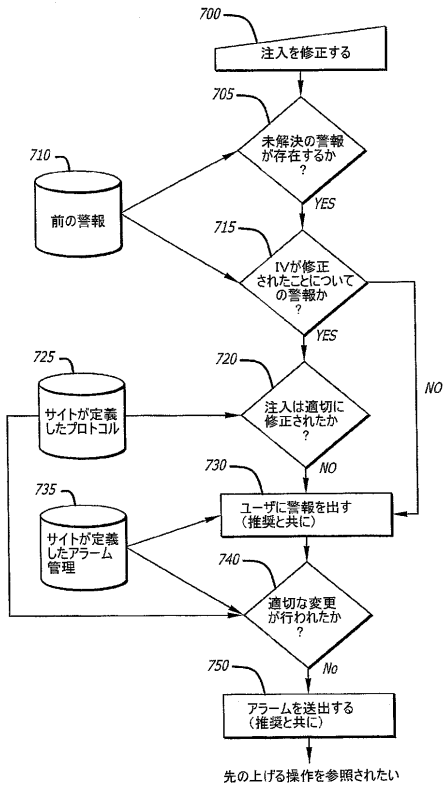 700
注入を修正する
705
未解決の警報
が存在するか
?
710
前の警報
YES
715
IVが修正
されたことについて
の警報か
?
YES
NO
720
注入は適切に
修正されたか
?
725
サイトが定義
したプロトコル
NO
730
ユーザに警報を出す
(推奨と共に)
735
サイトが定義
したアラーム
管理
740
適切な変更
が行われたか
?
No
750
アラームを送出する
(推奨と共に)
先の上げる操作を参照されたい